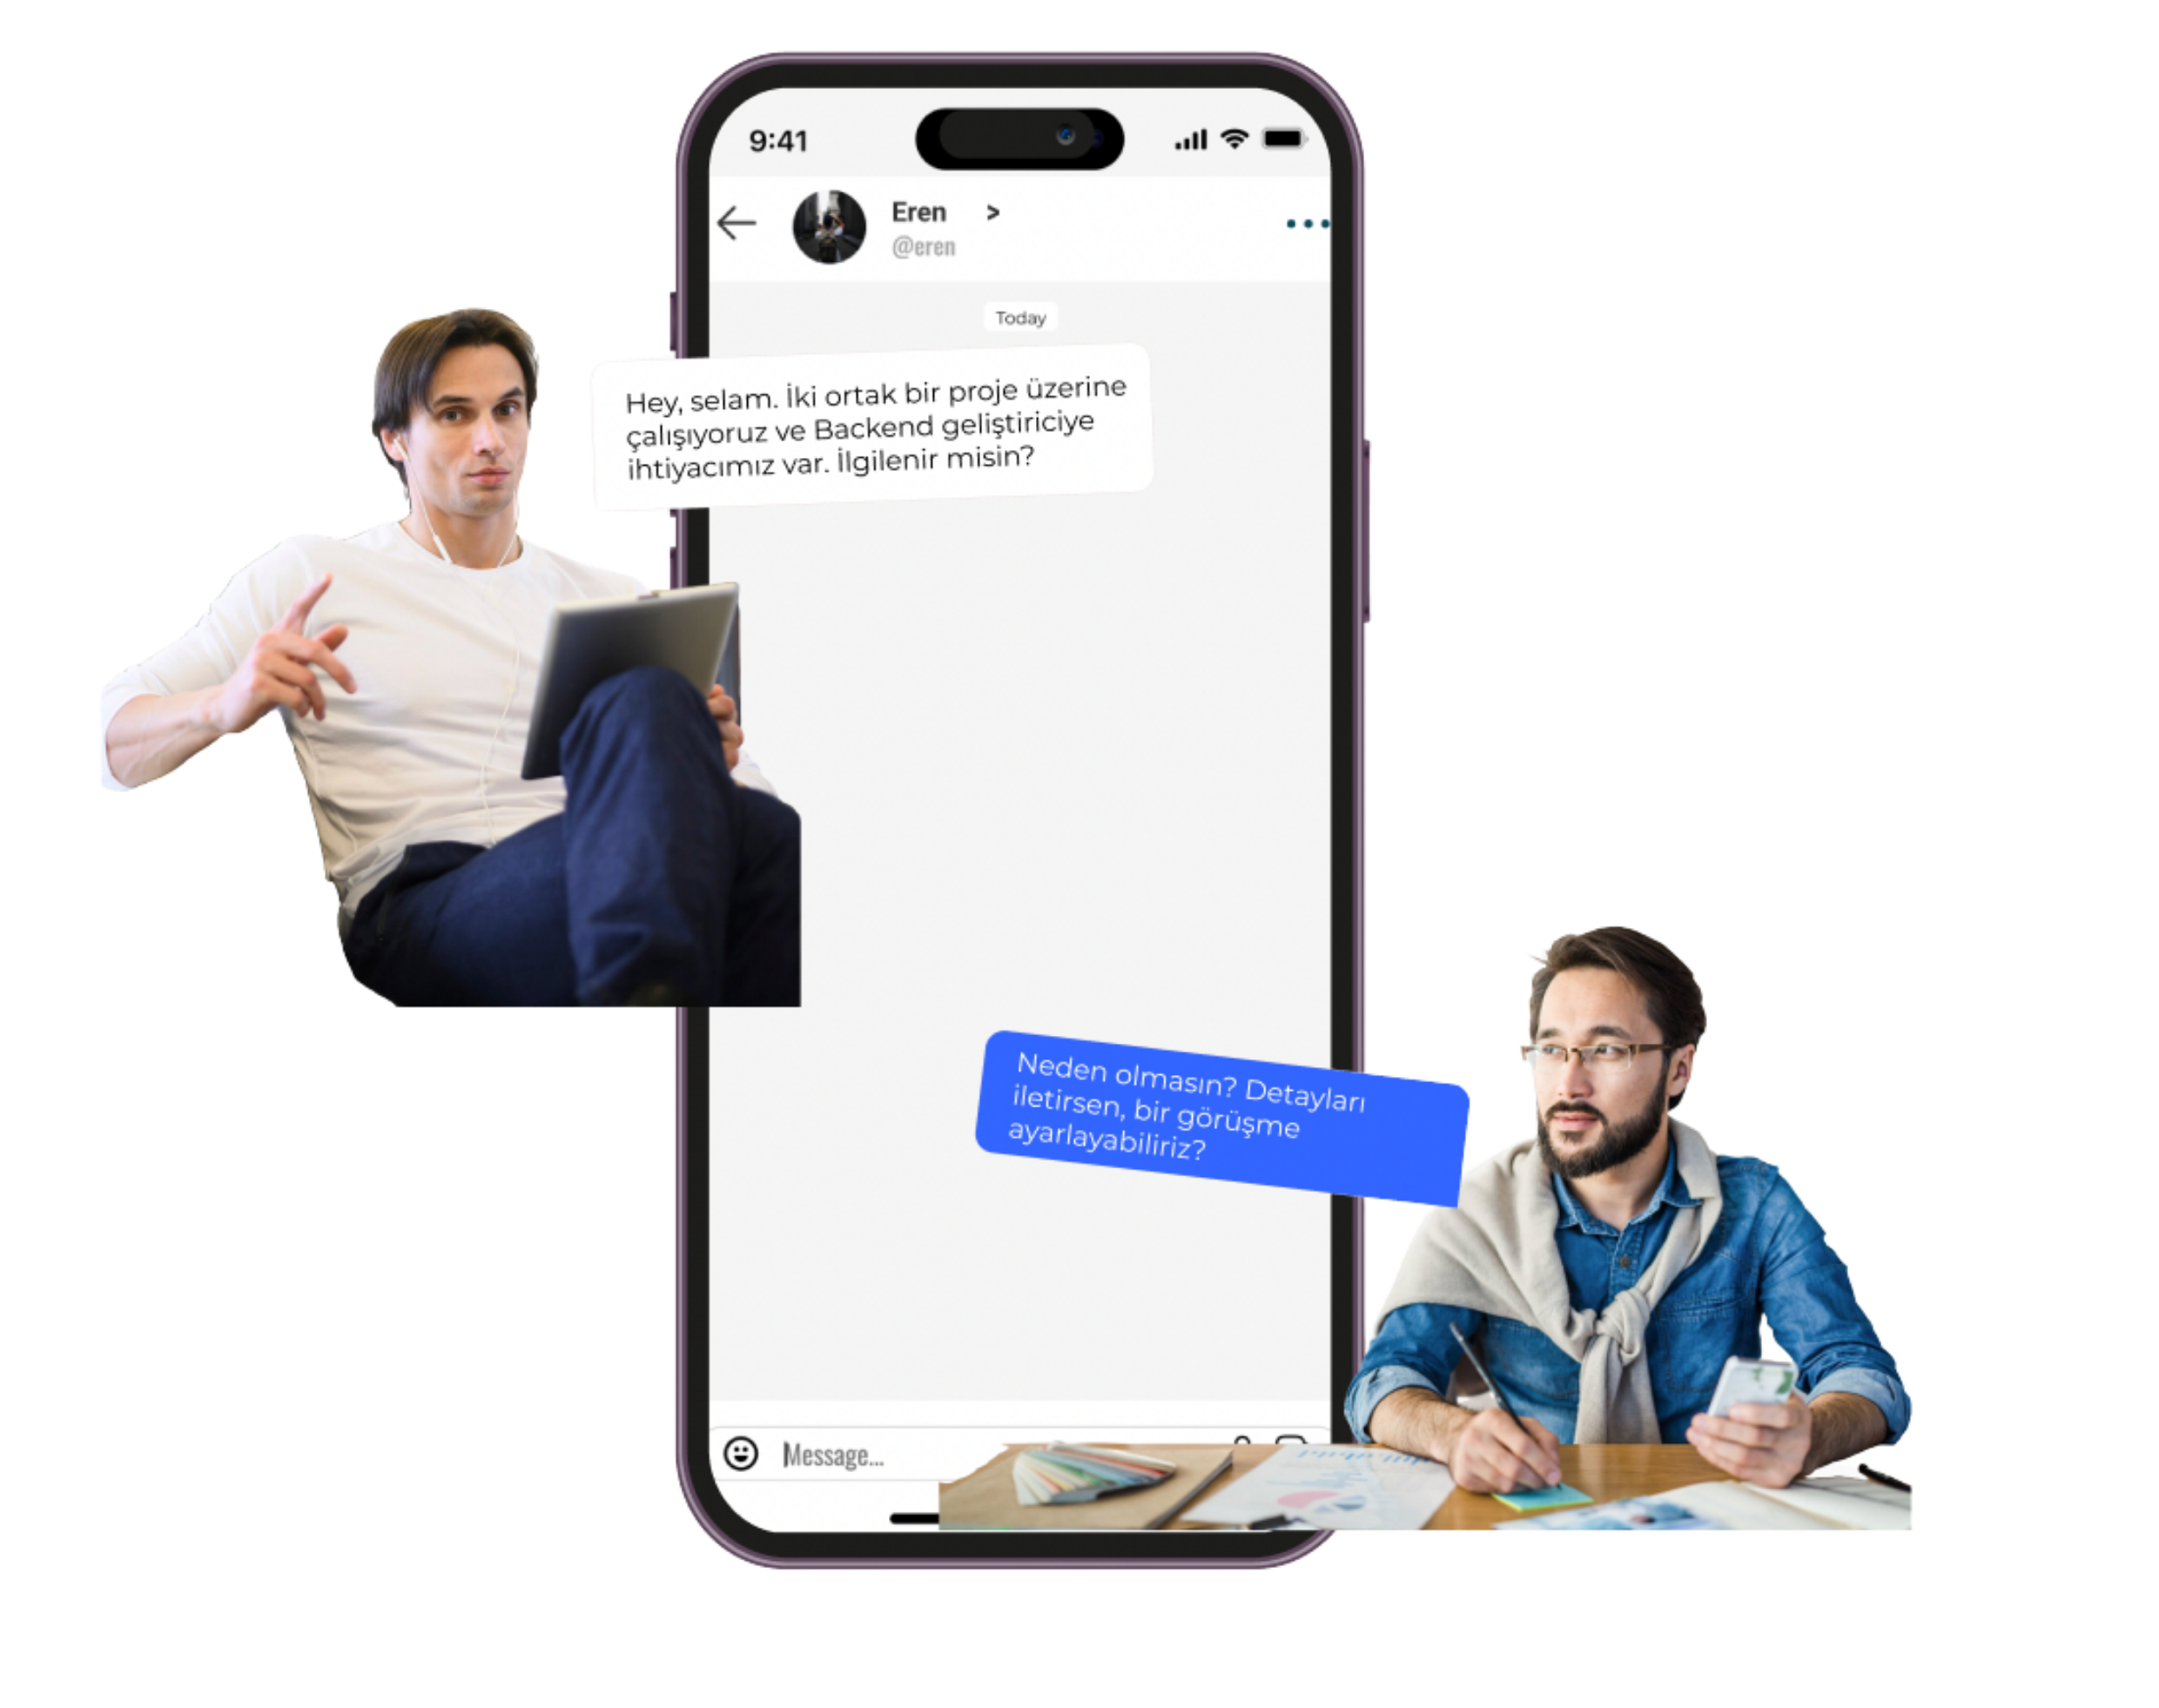 9:41
Eren >
@eren
Today
Hey, selam. İki ortak bir proje üzerine
çalışıyoruz ve Backend geliştiriciye
ihtiyacımız var. İlgilenir misin?
Neden olmasın? Detayları
iletirsen, bir görüşme
ayarlayabiliriz?
Message...